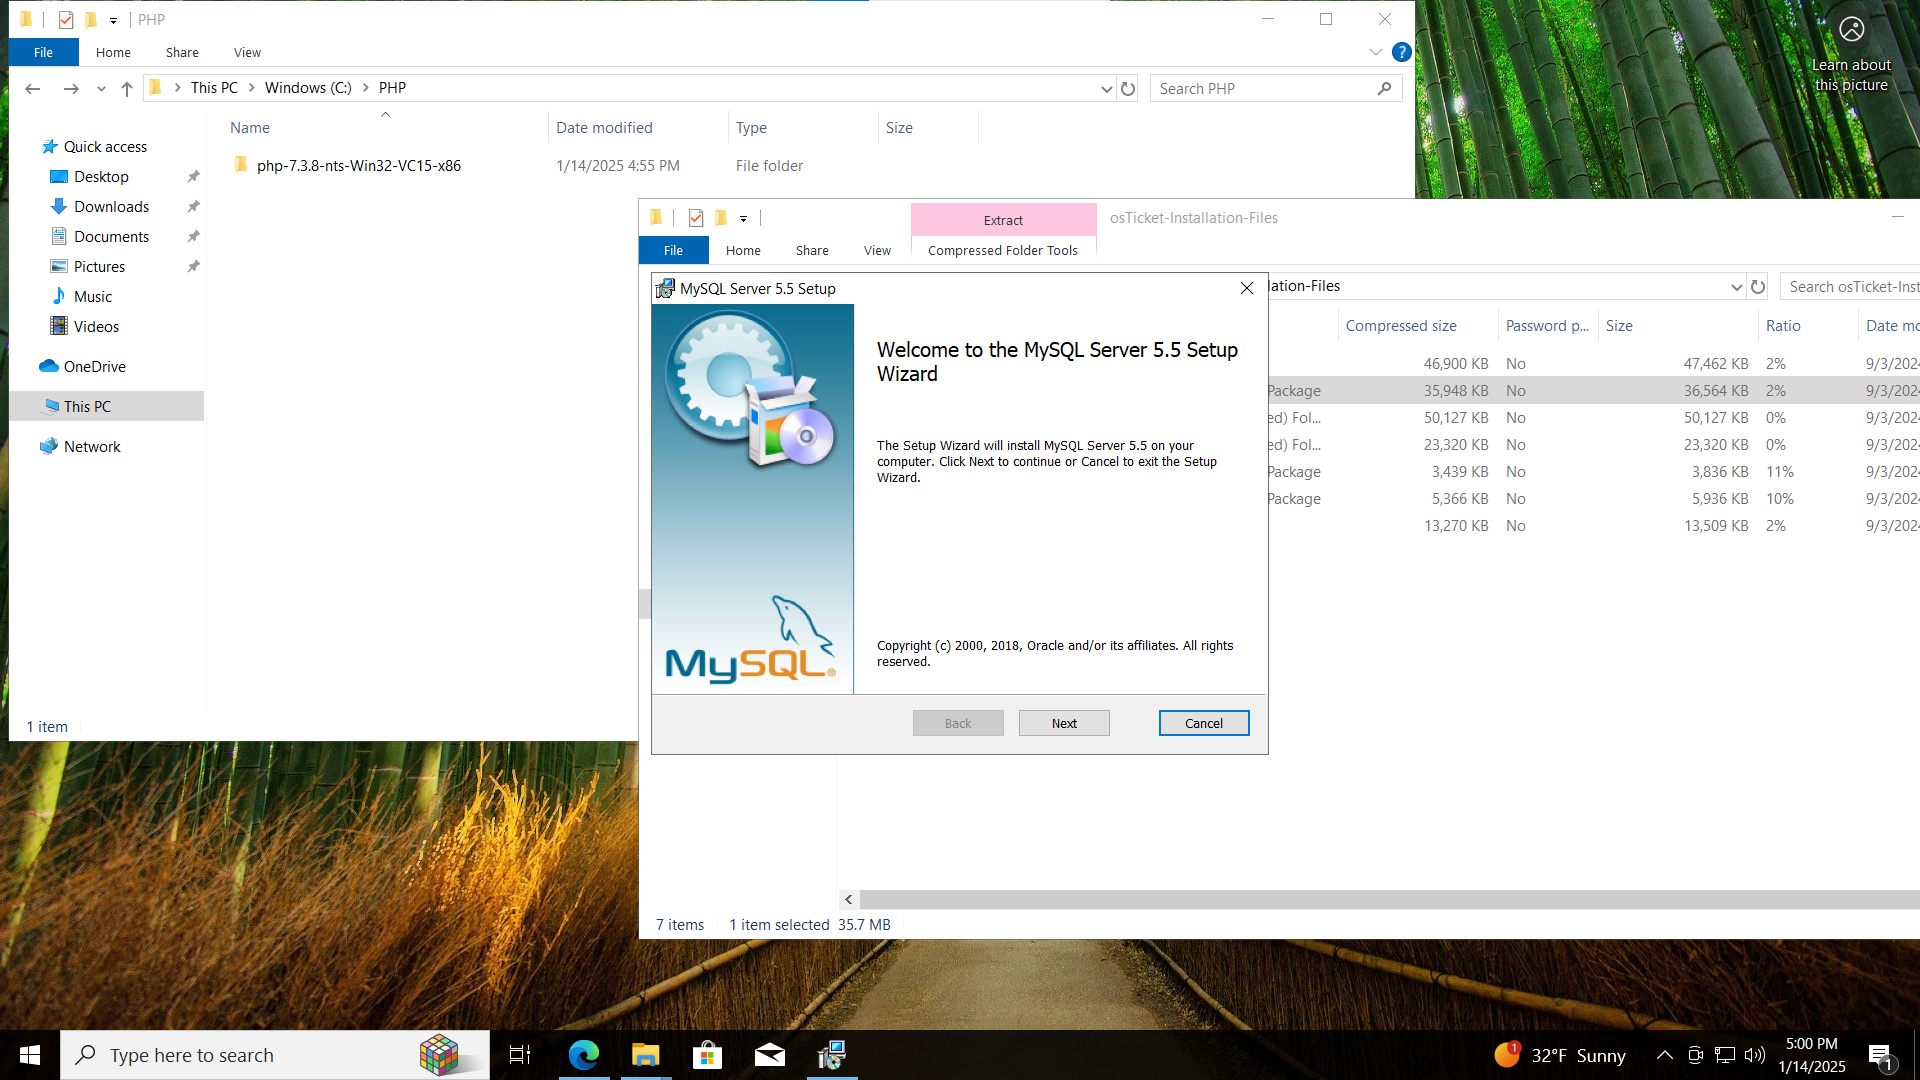 PHP
File Home Share View
This PC > Windows (C:) > PHP
Search PHP
Name Date modified Type Size
php-7.3.8-nts-Win32-VC15-x86 1/14/2025 4:55 PM File folder
Quick access
Desktop
Downloads
Documents
Pictures
Music
Videos
OneDrive
This PC
Network
1 item
Learn about
this picture
Extract osTicket-Installation-Files
File Home Share View Compressed Folder Tools
lation-Files
Search osTicket-Inst
Compressed size Password p... Size Ratio Date mo
46,900 KB No 47,462 KB 2% 9/3/2024
Package 35,948 KB No 36,564 KB 2% 9/3/2024
ed) Fol... 50,127 KB No 50,127 KB 0% 9/3/2024
ed) Fol... 23,320 KB No 23,320 KB 0% 9/3/2024
Package 3,439 KB No 3,836 KB 11% 9/3/2024
Package 5,366 KB No 5,936 KB 10% 9/3/2024
13,270 KB No 13,509 KB 2% 9/3/2024
7 items 1 item selected 35.7 MB
MySQL Server 5.5 Setup
Welcome to the MySQL Server 5.5 Setup
Wizard
The Setup Wizard will install MySQL Server 5.5 on your
computer. Click Next to continue or Cancel to exit the Setup
Wizard.
Copyright (c) 2000, 2018, Oracle and/or its affiliates. All rights
reserved.
MySQL®
Back Next Cancel
Type here to search
1
32°F Sunny
5:00 PM
1/14/2025
1